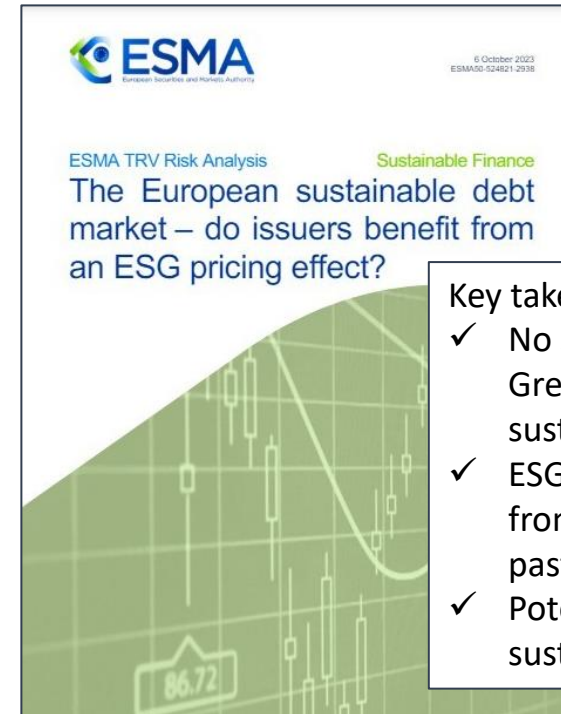 ESMA
European Securities and Markets Authority
6 October 2023
ESMA50-524821-2938
ESMA TRV Risk Analysis
Sustainable Finance
The European sustainable debt
market – do issuers benefit from
an ESG pricing effect?
Key take
✓ No
Gre
sust
✓ ESG
fror
past
✓ Pote
sust
86.72